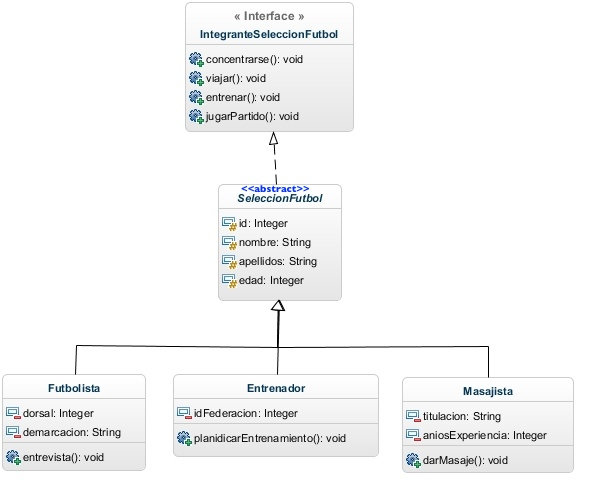 « Interface »
IntegranteSeleccionFutbol
concentrarse(): void
viajar(): void
entrenar(): void
jugarPartido(): void
<<abstract>>
SeleccionFutbol
id: Integer
nombre: String
apellidos: String
edad: Integer
Futbolista
dorsal: Integer
demarcacion: String
entrevista(): void
Entrenador
idFederacion: Integer
planidicarEntrenamiento(): void
Masajista
titulacion: String
aniosExperiencia: Integer
darMasaje(): void